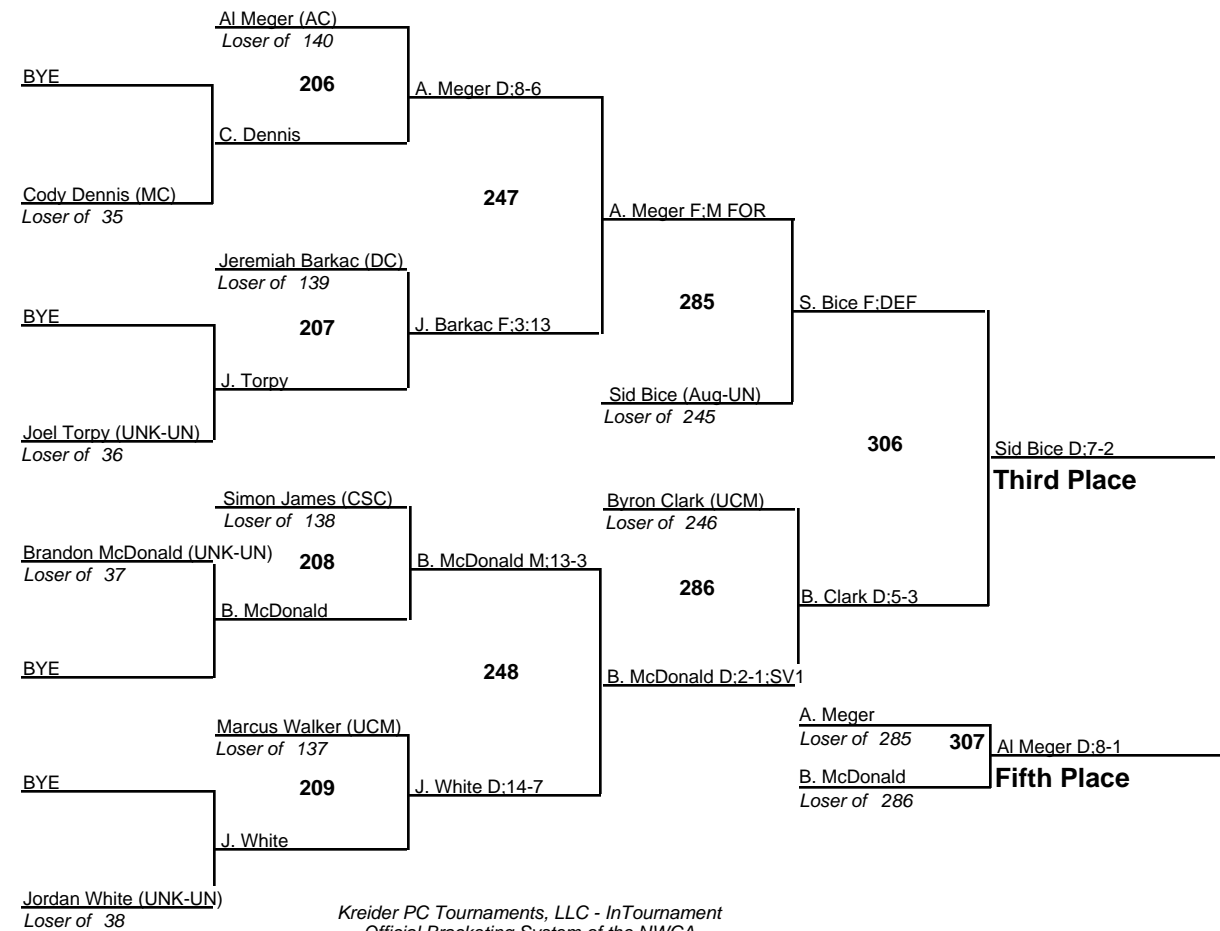 Al Meger (AC)
Loser of 140
BYE
206
A. Meger D;8-6
C. Dennis
Cody Dennis (MC)
Loser of 35
247
A. Meger F;M FOR
Jeremiah Barkac (DC)
Loser of 139
BYE
207
J. Barkac F;3:13
285
S. Bice F;DEF
J. Torpy
Sid Bice (Aug-UN)
Loser of 245
Joel Torpy (UNK-UN)
Loser of 36
306
Sid Bice D;7-2
Third Place
Simon James (CSC)
Loser of 138
Byron Clark (UCM)
Loser of 246
Brandon McDonald (UNK-UN)
Loser of 37
208
B. McDonald M;13-3
286
B. Clark D;5-3
B. McDonald
BYE
248
B. McDonald D;2-1;SV1
Marcus Walker (UCM)
Loser of 137
A. Meger
Loser of 285
307
Al Meger D;8-1
Fifth Place
BYE
209
J. White D;14-7
B. McDonald
Loser of 286
J. White
Jordan White (UNK-UN)
Loser of 38
Kreider PC Tournaments, LLC - InTournament
Official Bracketing System of the NWCA